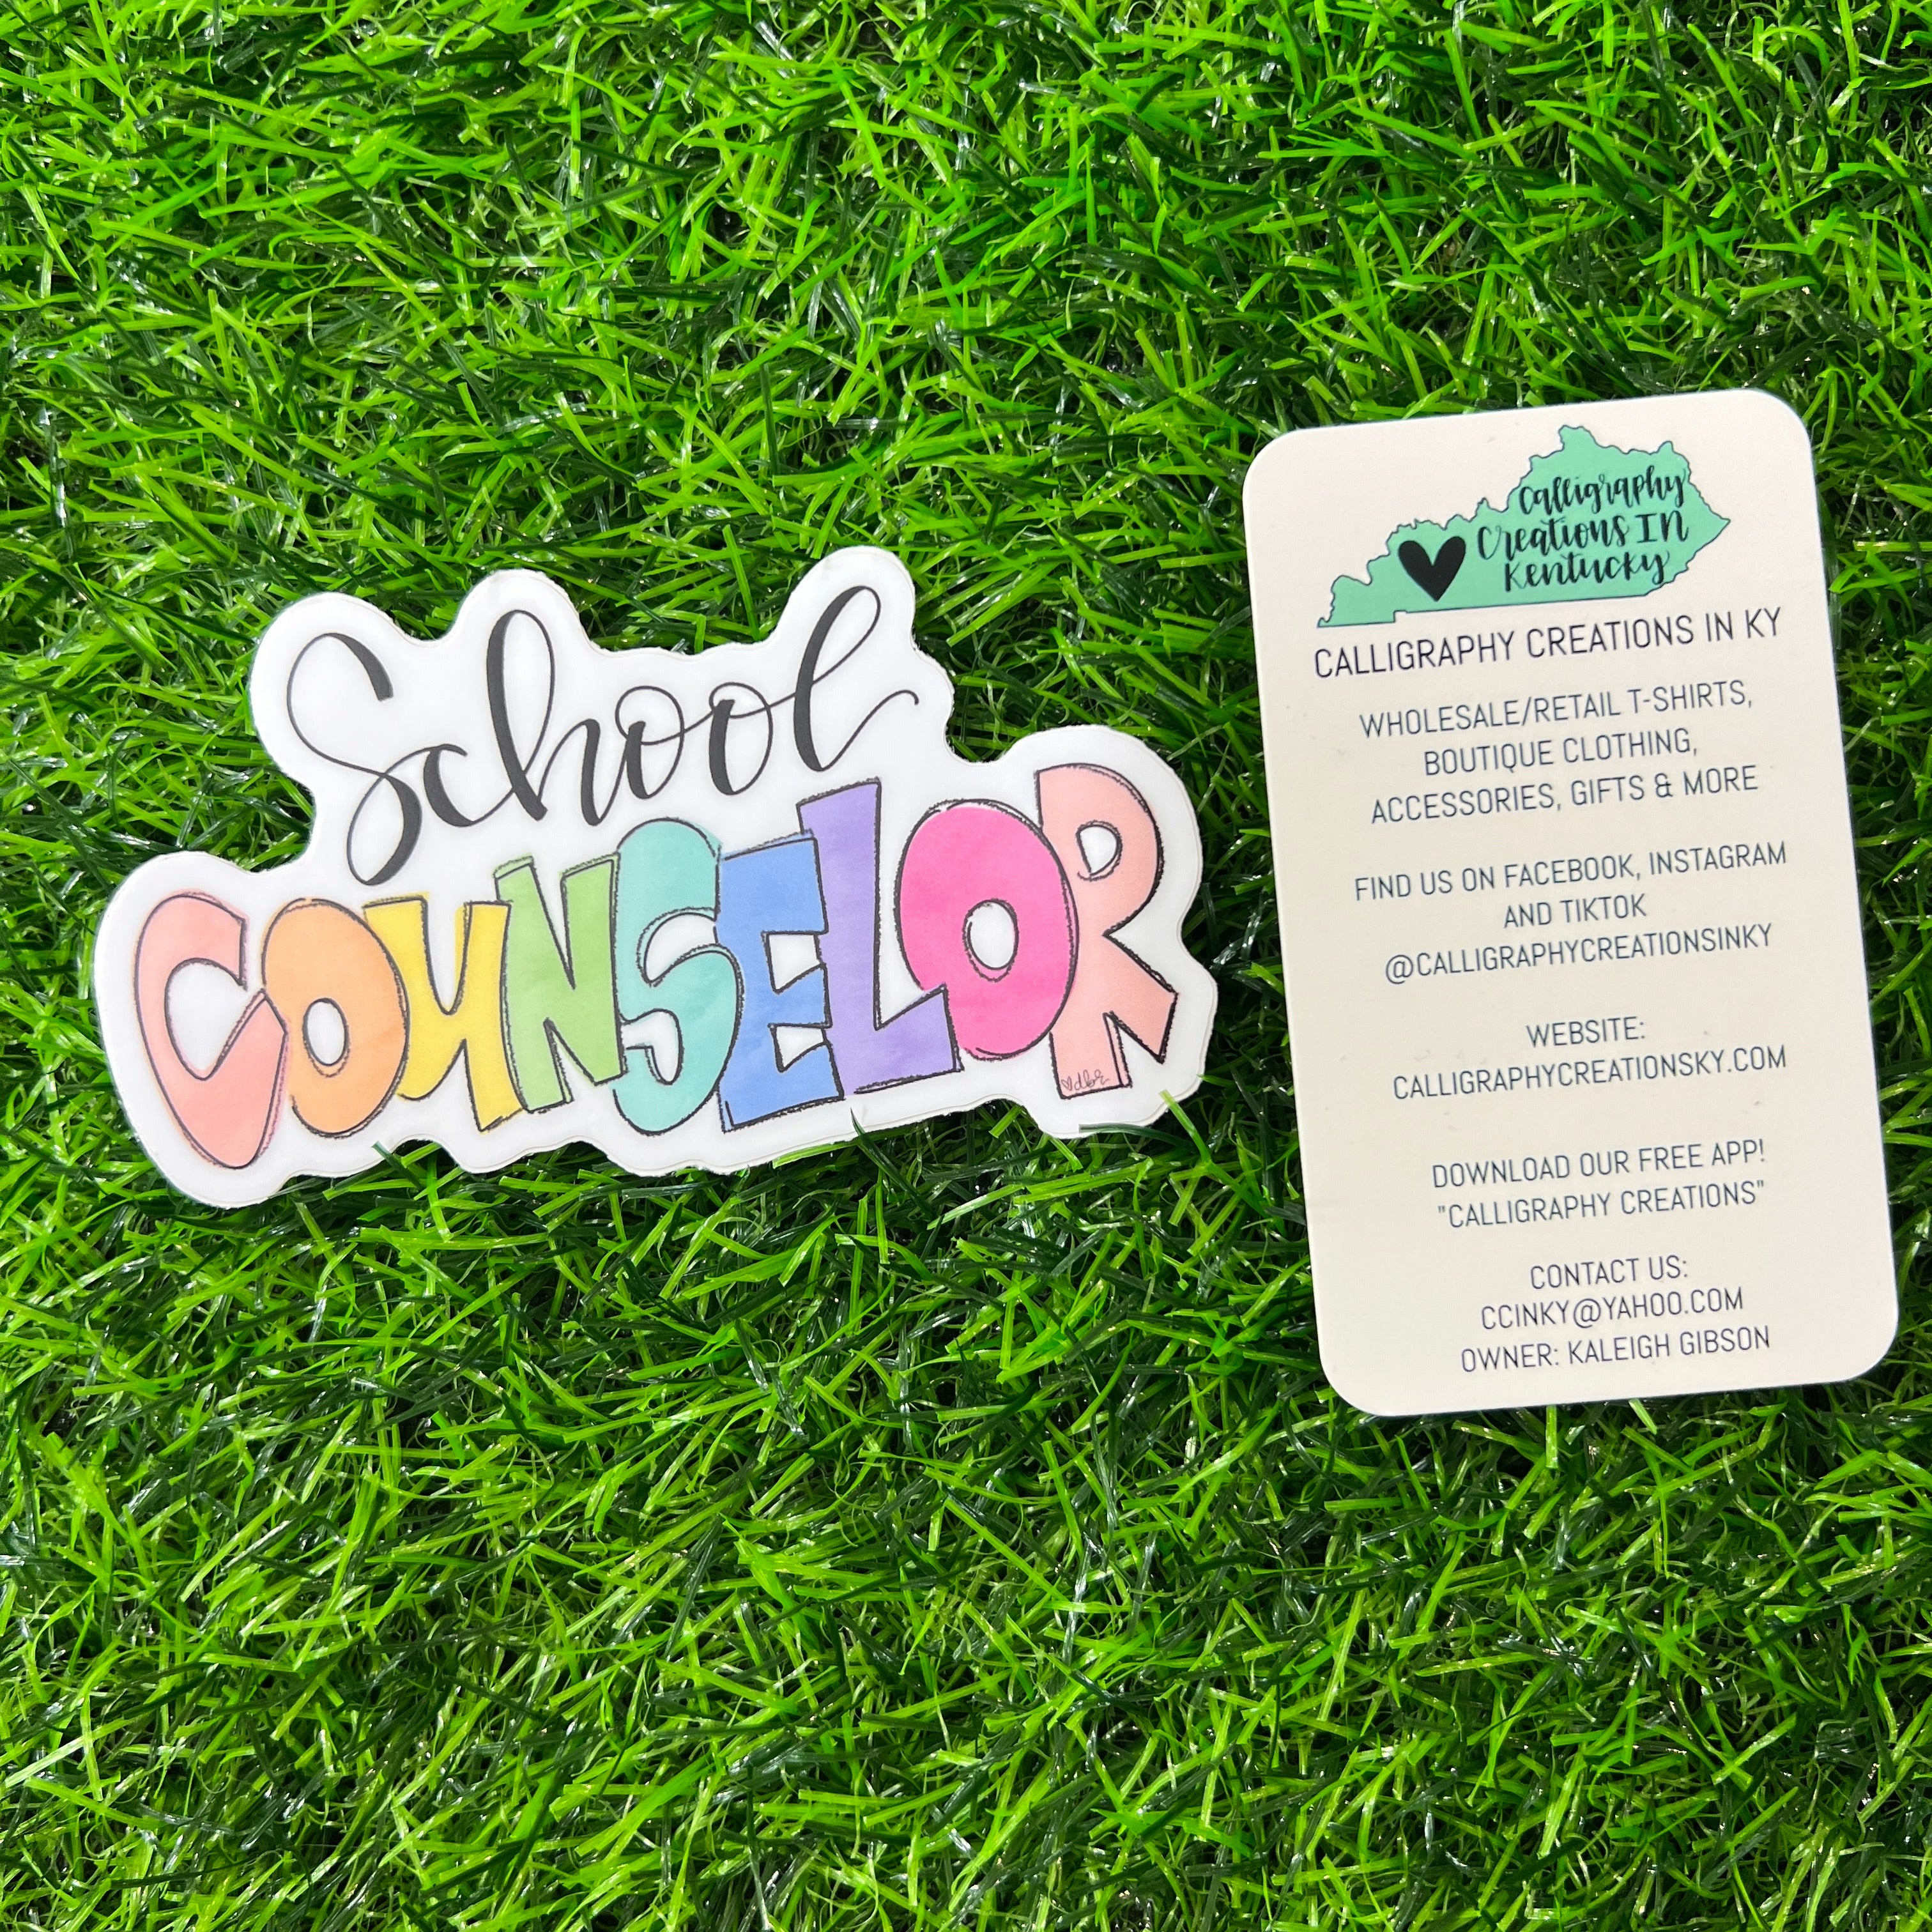 School
COUNSELOR
dbr
Calligraphy
Creations IN
Kentucky
CALLIGRAPHY CREATIONS IN KY
WHOLESALE/RETAIL T-SHIRTS,
BOUTIQUE CLOTHING,
ACCESSORIES, GIFTS & MORE
FIND US ON FACEBOOK, INSTAGRAM
AND TIKTOK
@CALLIGRAPHYCREATIONSINKY
WEBSITE:
CALLIGRAPHYCREATIONSKY.COM
DOWNLOAD OUR FREE APP!
"CALLIGRAPHY CREATIONS"
CONTACT US:
CCINKY@YAHOO.COM
OWNER: KALEIGH GIBSON